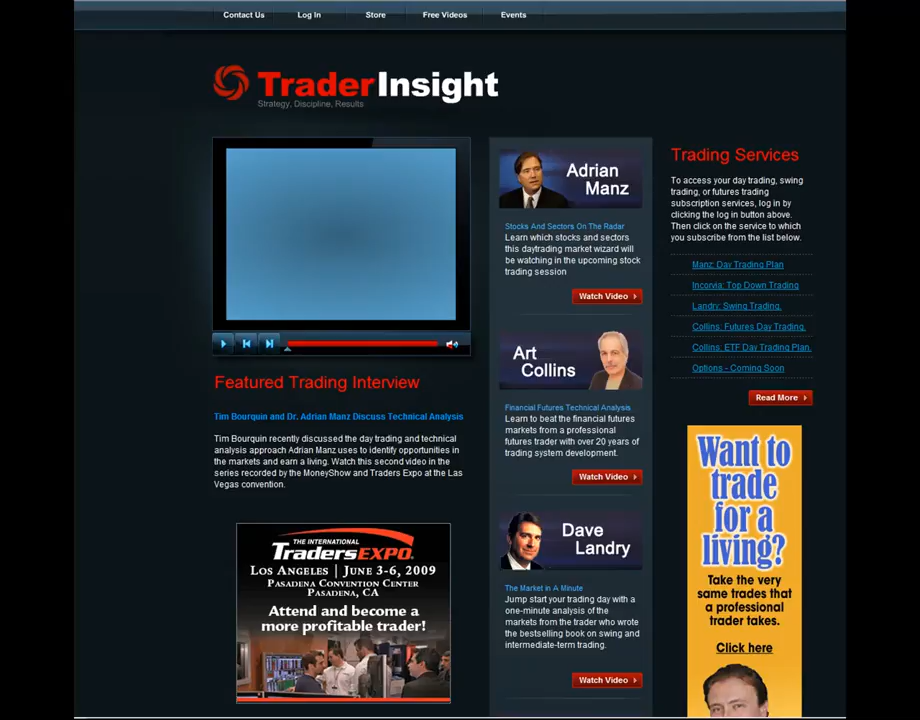 Contact Us Log In Store Free Videos Events
TraderInsight
Strategy, Discipline, Results
Featured Trading Interview
Tim Bourquin and Dr. Adrian Manz Discuss Technical Analysis
Tim Bourquin recently discussed the day trading and technical
analysis approach Adrian Manz uses to identify opportunities in
the markets and earn a living. Watch this second video in the
series recorded by the MoneyShow and Traders Expo at the Las
Vegas convention.
THE INTERNATIONAL
TRADERSEXPO.
LOS ANGELES | JUNE 3-6, 2009
PASADENA CONVENTION CENTER
PASADENA, CA
Attend and become a
more profitable trader!
Adrian
Manz
Stocks And Sectors On The Radar
Learn which stocks and sectors
this daytrading market wizard will
be watching in the upcoming stock
trading session
Watch Video
Art
Collins
Financial Futures Technical Analysis
Learn to beat the financial futures
markets from a professional
futures trader with over 20 years of
trading system development.
Watch Video
Dave
Landry
The Market in A Minute
Jump start your trading day with a
one-minute analysis of the
markets from the trader who wrote
the bestselling book on swing and
intermediate-term trading.
Watch Video
Trading Services
To access your day trading, swing
trading, or futures trading
subscription services, log in by
clicking the log in button above.
Then click on the service to which
you subscribe from the list below.
Manz: Day Trading Plan
Incorvia: Top Down Trading
Landry: Swing Trading.
Collins: Futures Day Trading.
Collins: ETF Day Trading Plan.
Options - Coming Soon
Read More
Want to
trade
for a
living?
Take the very
same trades that
a professional
trader takes.
Click here